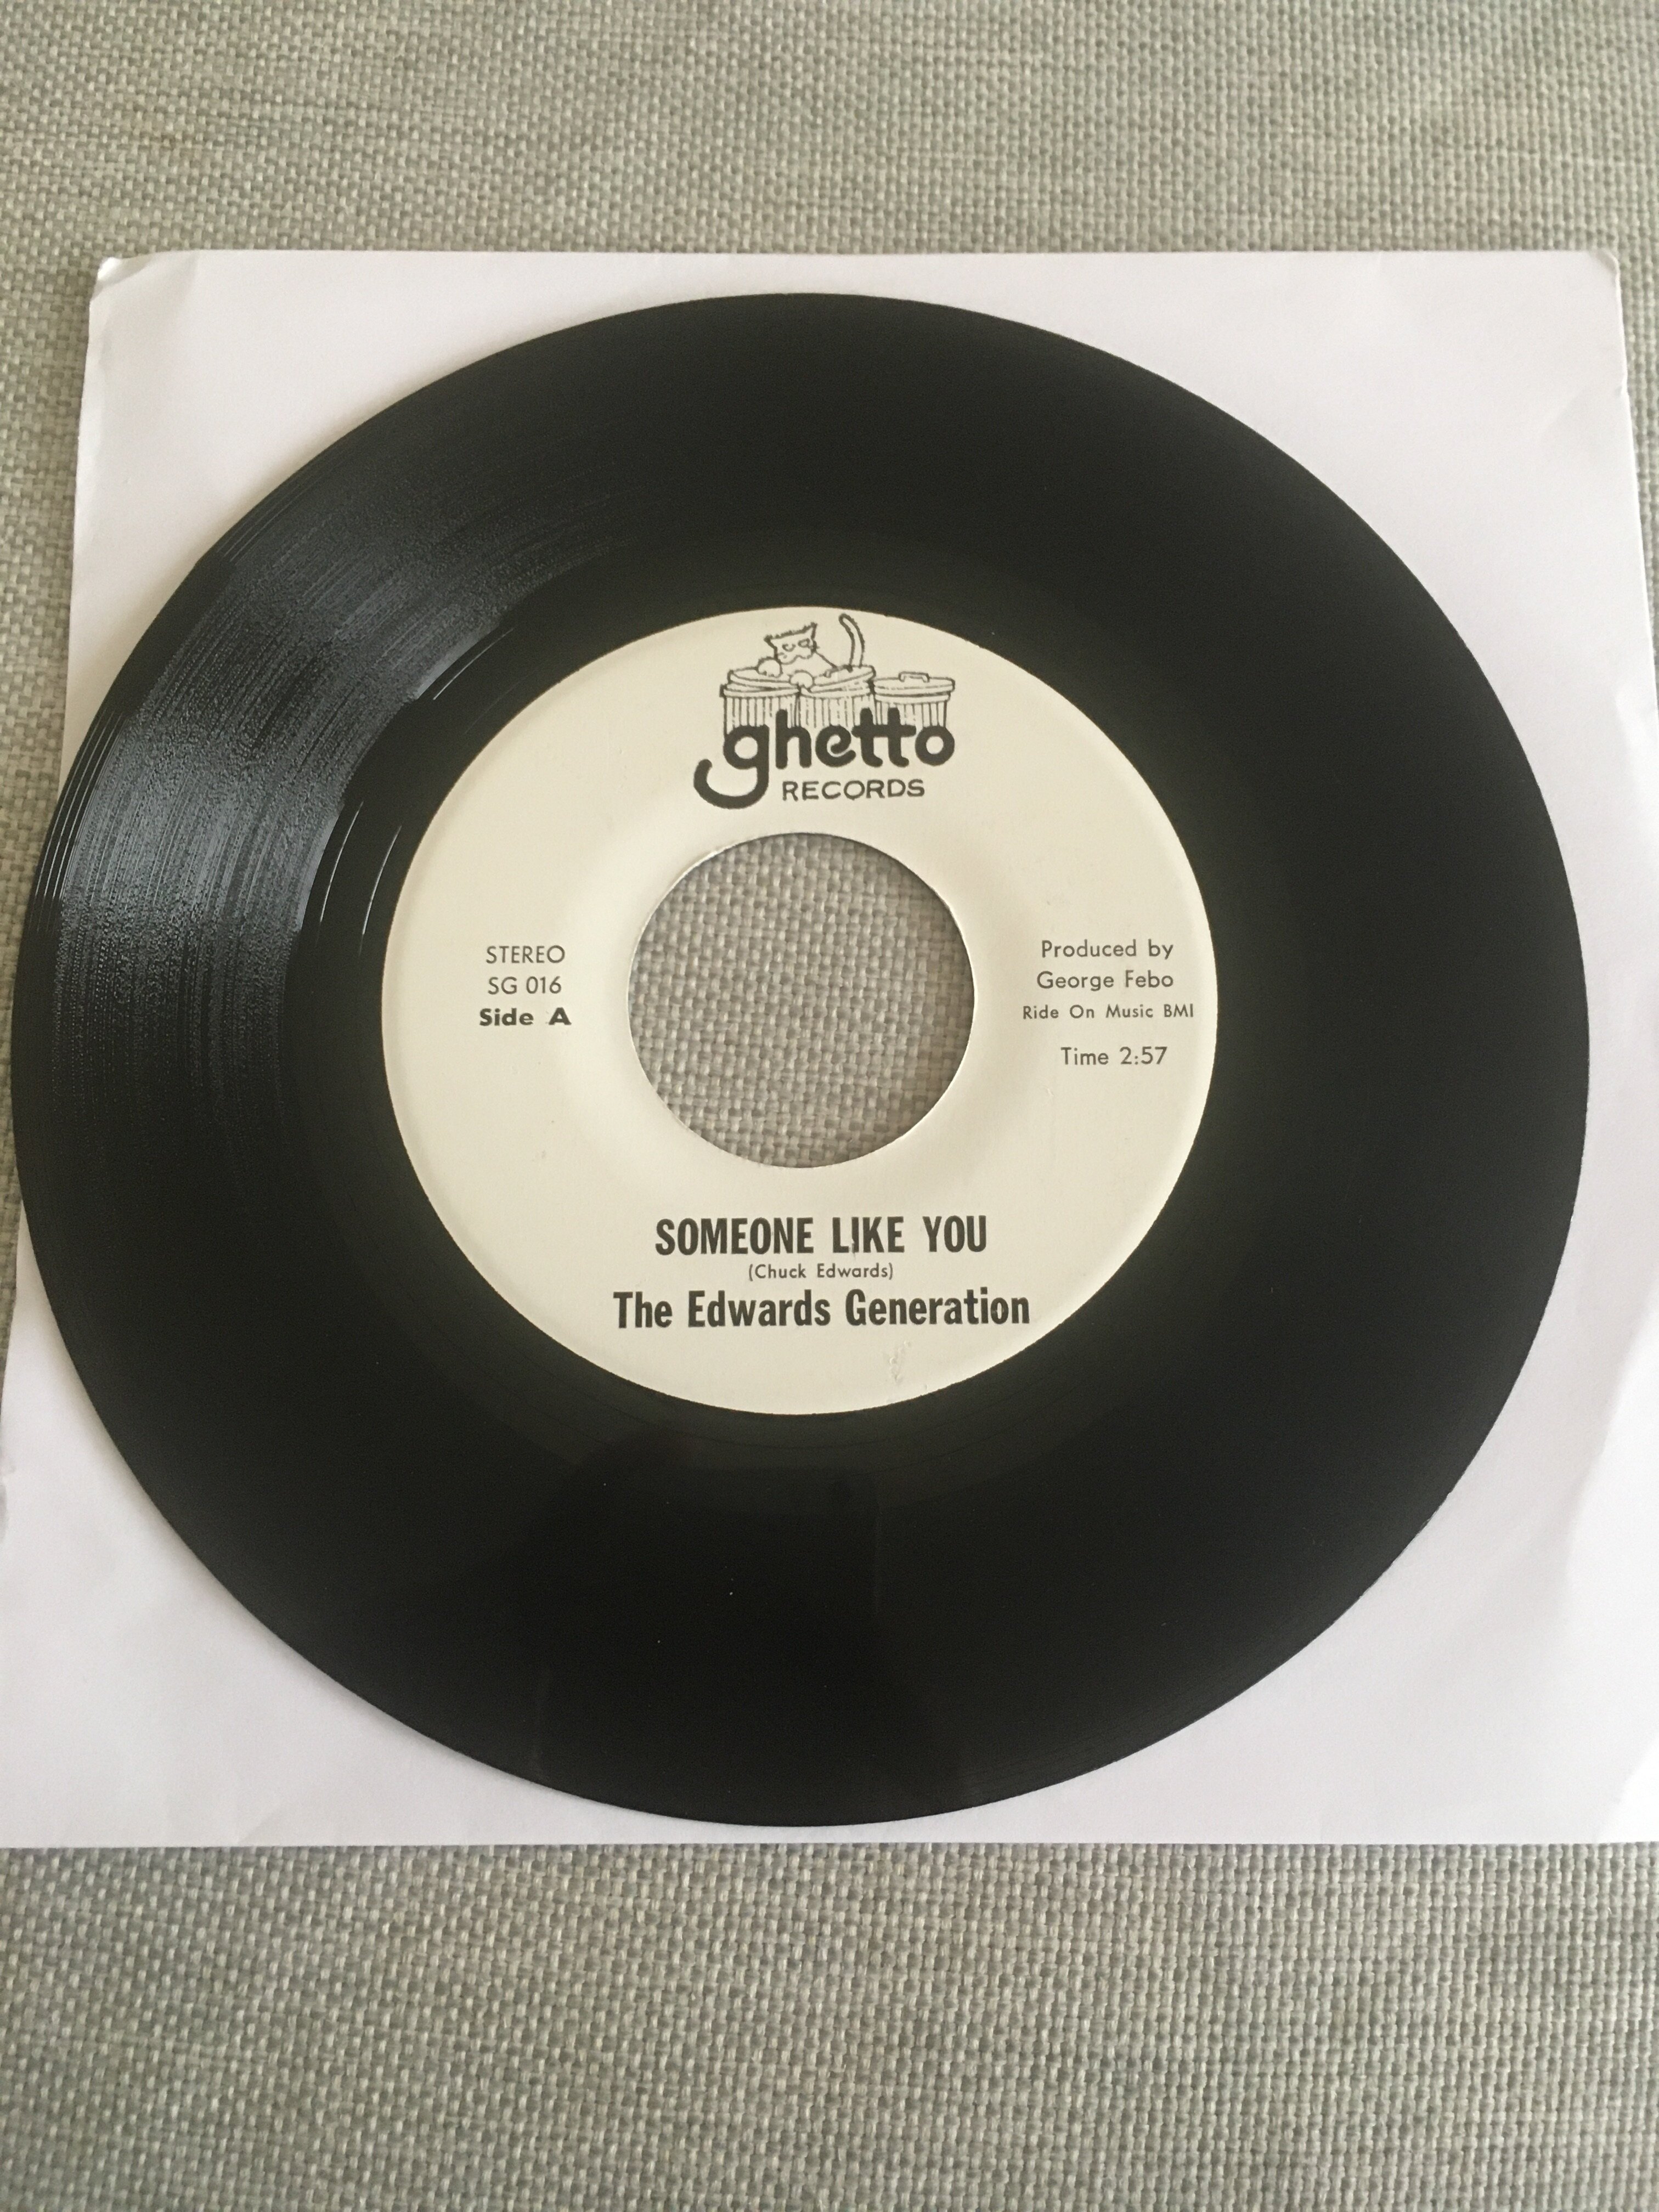 ghetto
RECORDS
STEREO
SG 016
Side A
Produced by
George Febo
Ride On Music BMI
Time 2:57
SOMEONE LIKE YOU
(Chuck Edwards)
The Edwards Generation